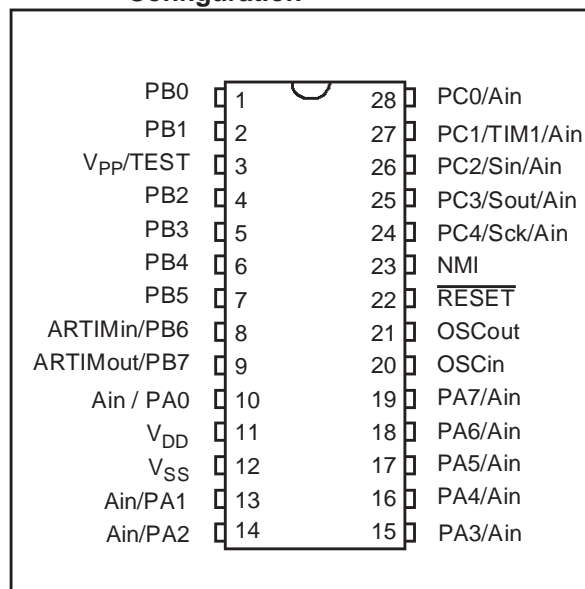 Configuration
PB0 1 28 PC0/Ain
PB1 2 27 PC1/TIM1/Ain
VPP/TEST 3 26 PC2/Sin/Ain
PB2 4 25 PC3/Sout/Ain
PB3 5 24 PC4/Sck/Ain
PB4 6 23 NMI
PB5 7 22 RESET
ARTIMin/PB6 8 21 OSCout
ARTIMout/PB7 9 20 OSCin
Ain / PA0 10 19 PA7/Ain
VDD 11 18 PA6/Ain
VSS 12 17 PA5/Ain
Ain/PA1 13 16 PA4/Ain
Ain/PA2 14 15 PA3/Ain